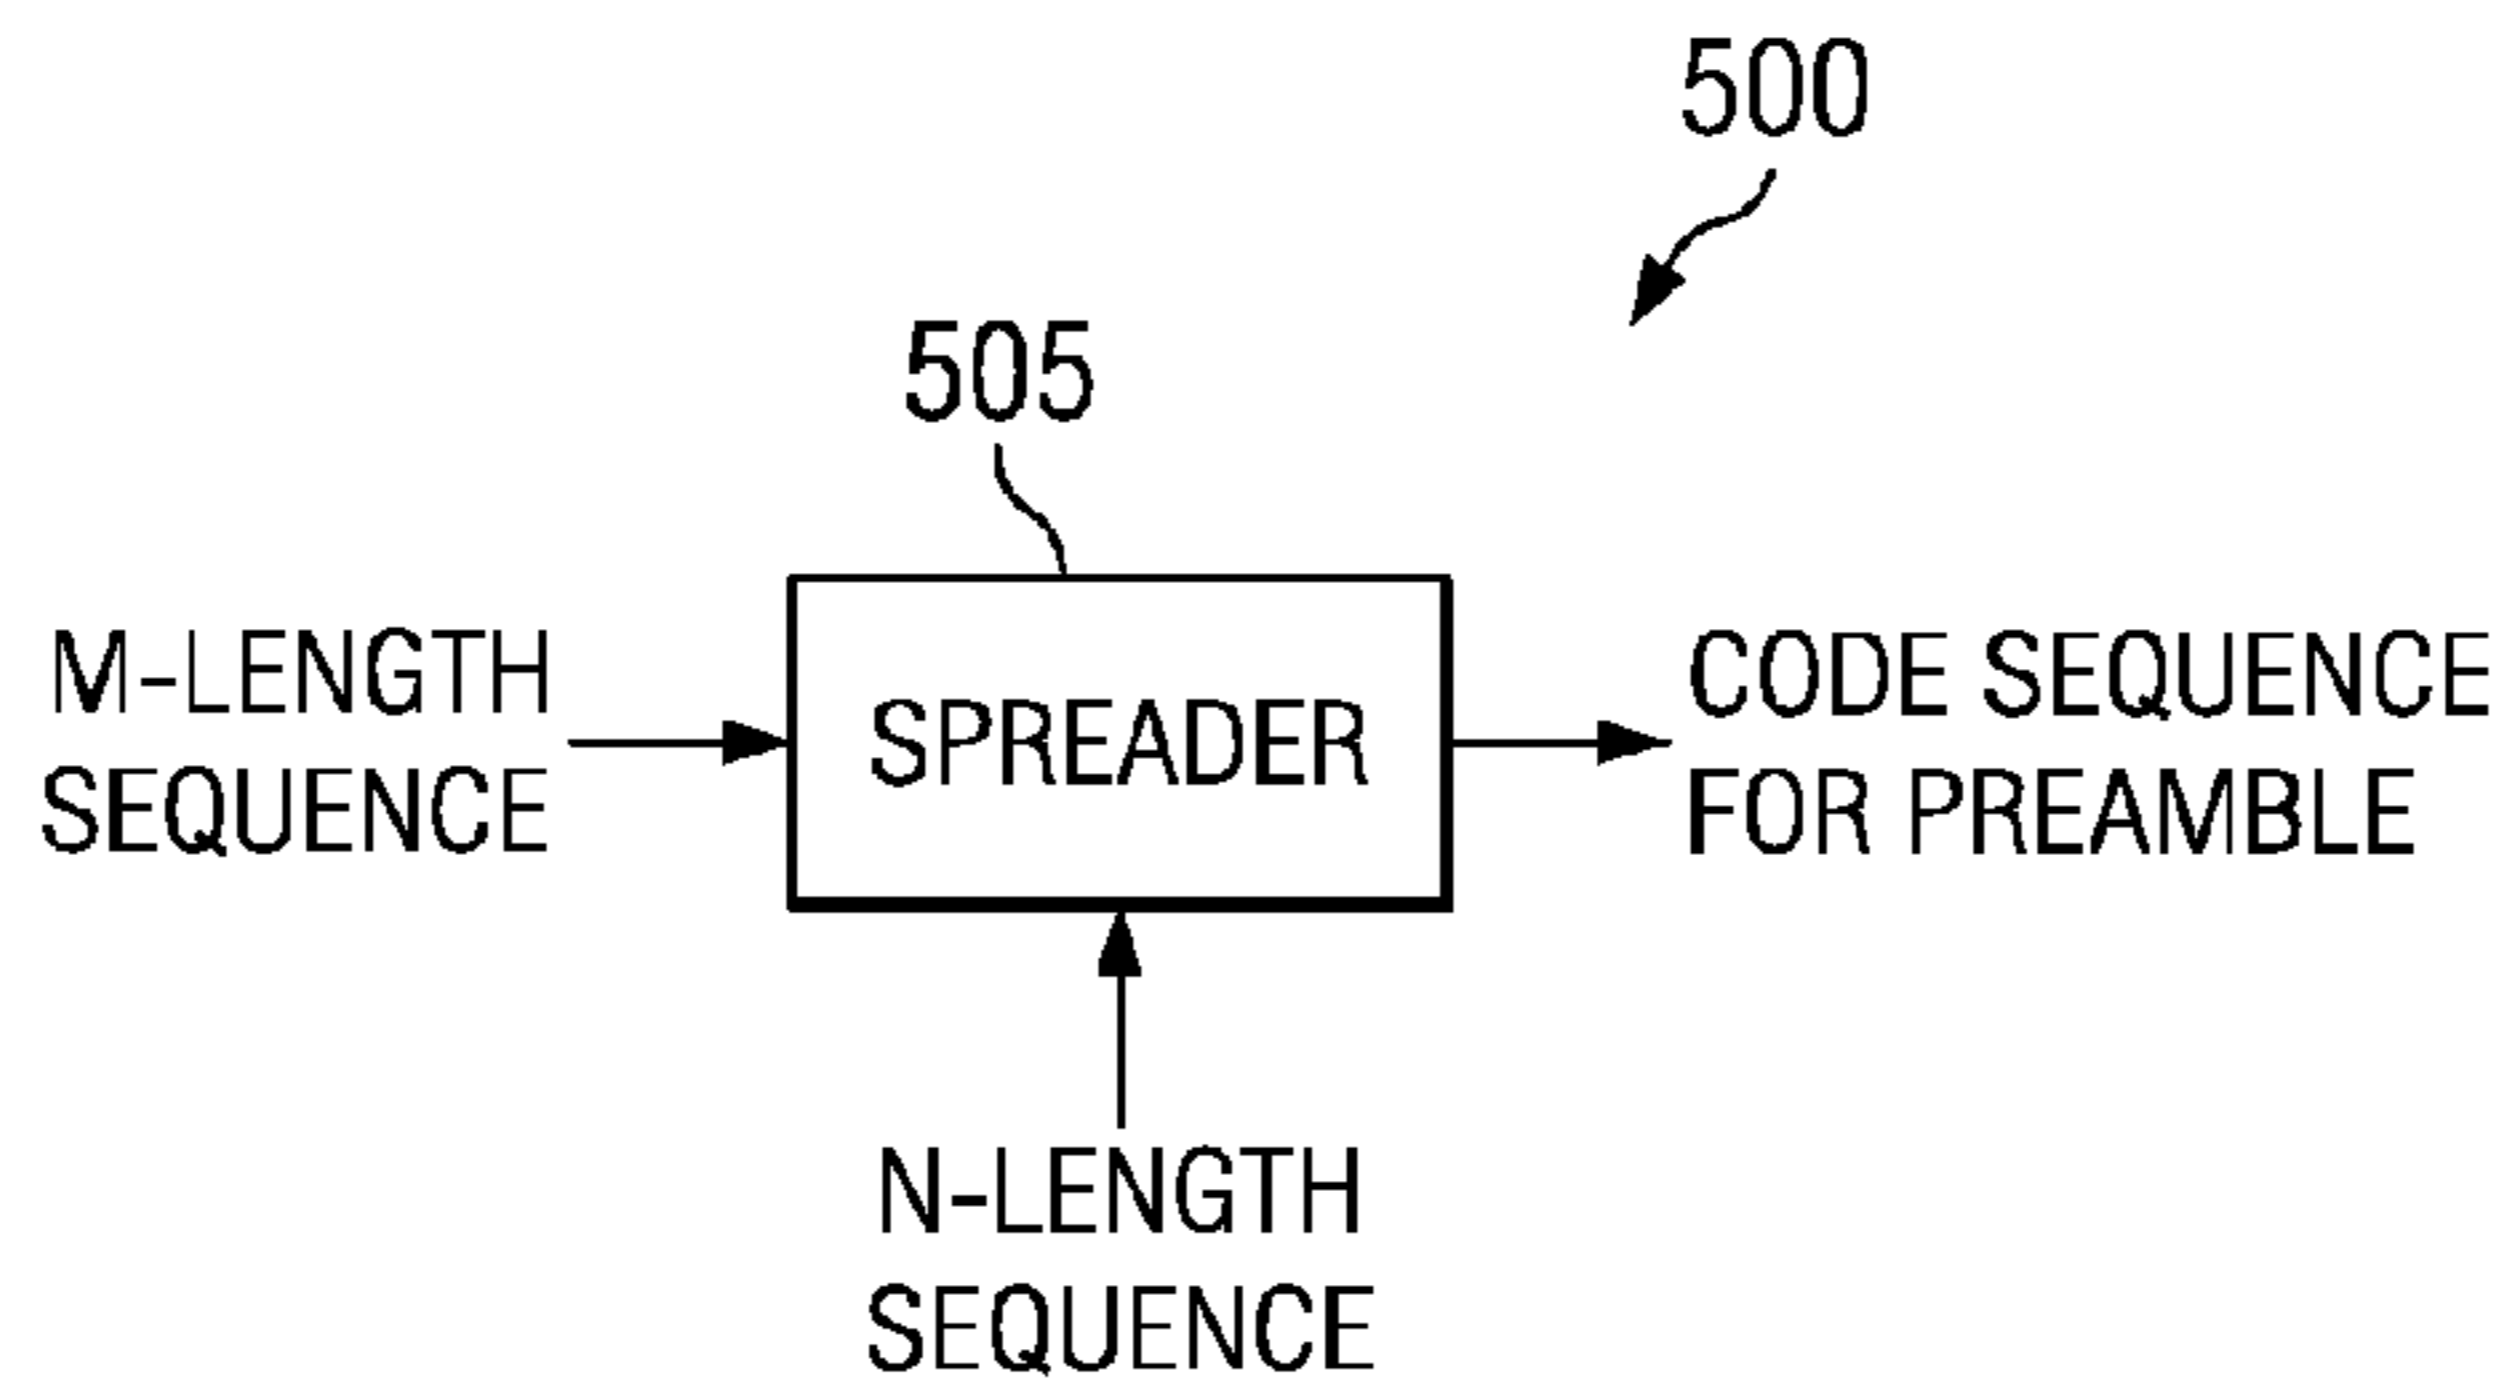 500
505
M-LENGTH
SEQUENCE
SPREADER
CODE SEQUENCE
FOR PREAMBLE
N-LENGTH
SEQUENCE